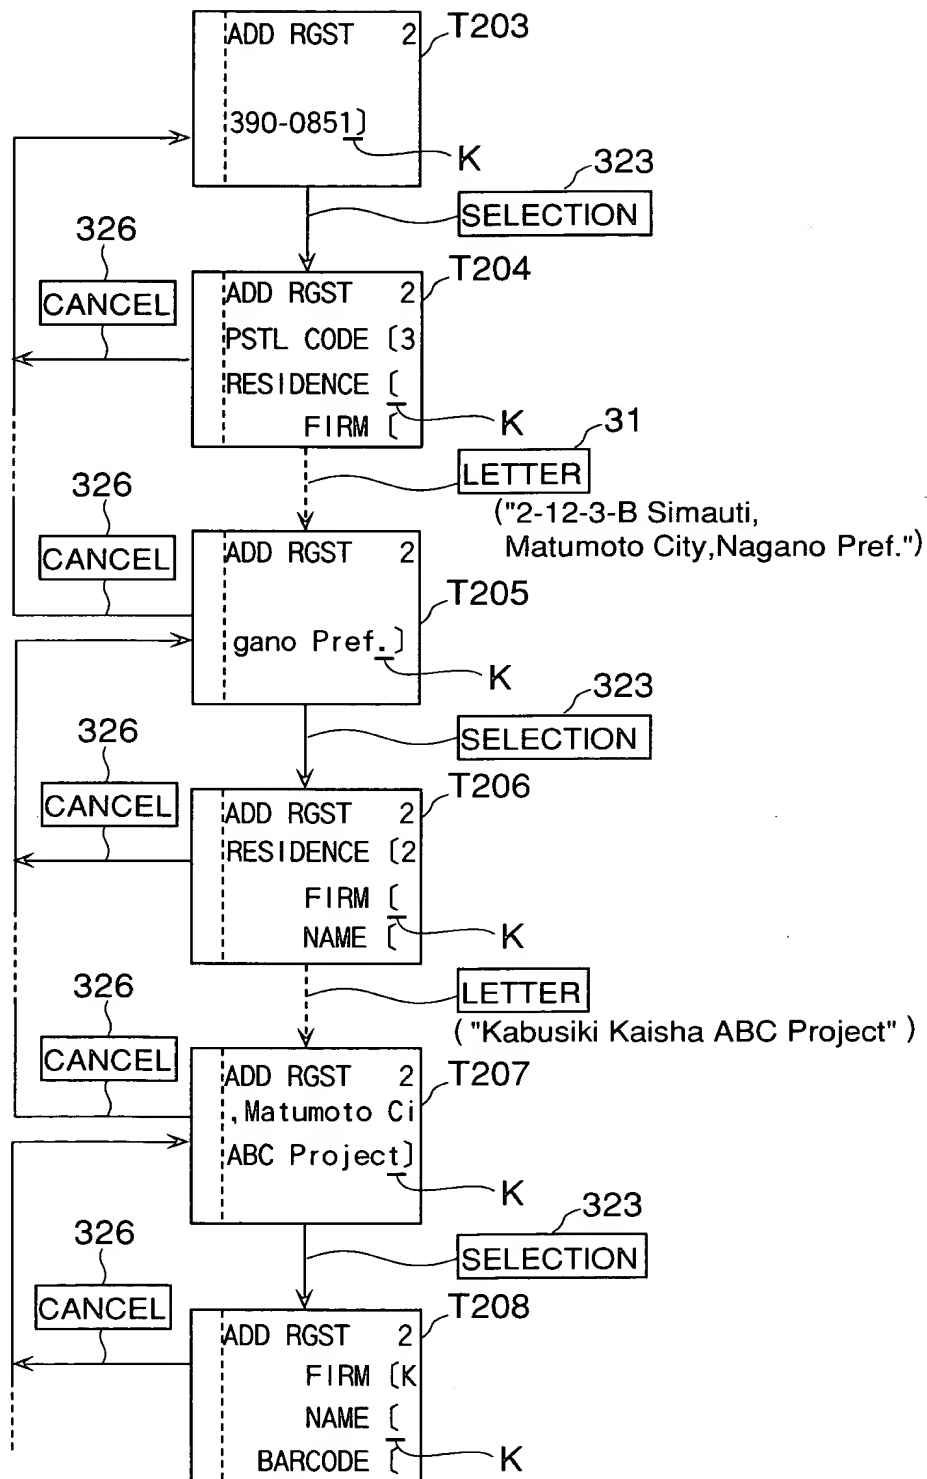 ADD RGST 2
T203
390-0851]
K
323
SELECTION
326
CANCEL
T204
ADD RGST 2
PSTL CODE [3
RESIDENCE [
K
FIRM [
31
LETTER
("2-12-3-B Simauti,
Matumoto City,Nagano Pref.")
326
CANCEL
ADD RGST 2
T205
gano Pref.]
K
323
SELECTION
326
CANCEL
T206
ADD RGST 2
RESIDENCE [2
FIRM [
K
NAME [
LETTER
("Kabusiki Kaisha ABC Project")
326
CANCEL
ADD RGST 2
T207
,Matumoto Ci
ABC Project]
K
323
SELECTION
326
CANCEL
T208
ADD RGST 2
FIRM [K
NAME [
K
BARCODE [